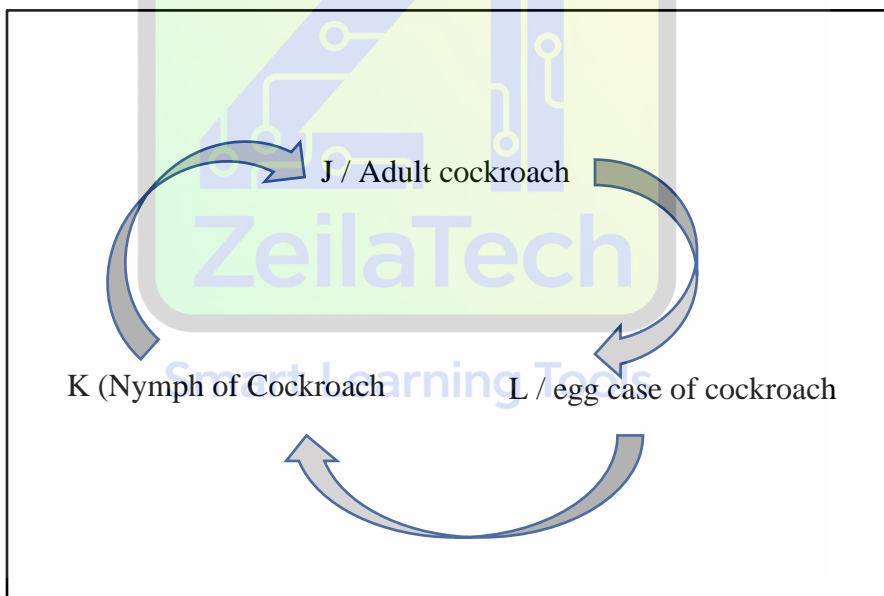 J / Adult cockroach
ZeilaTech
Smart Learning Tools
K (Nymph of Cockroach
L / egg case of cockroach